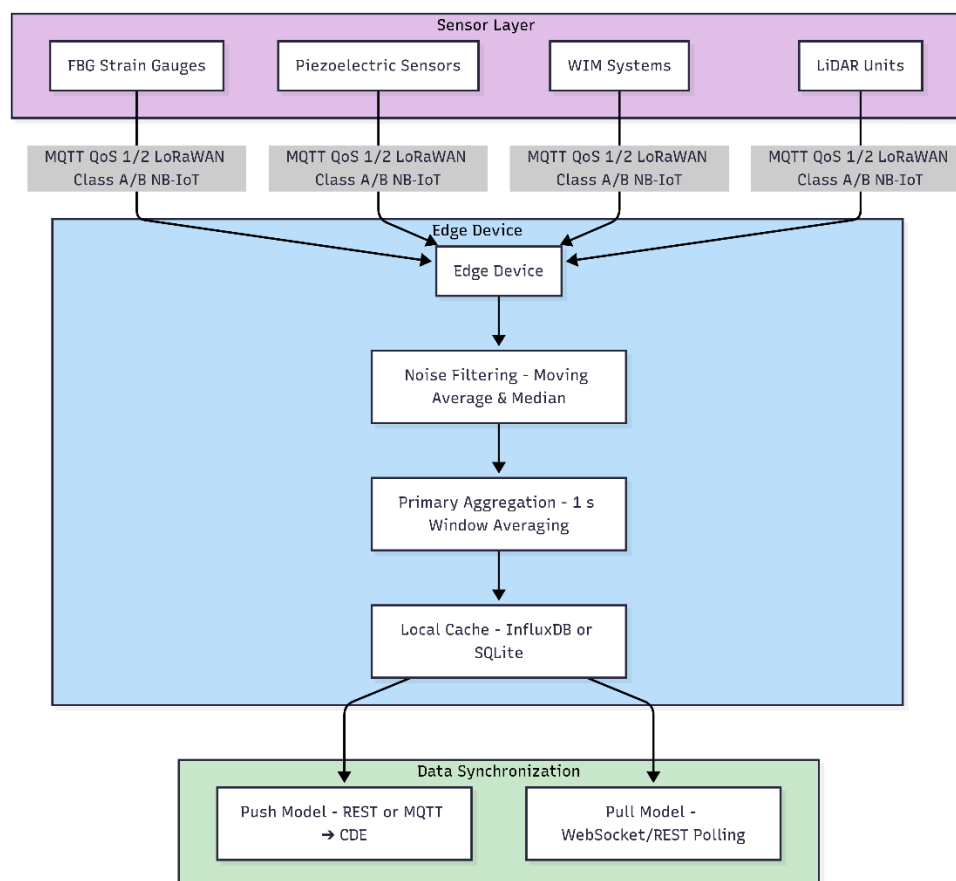 Sensor Layer
FBG Strain Gauges
Piezoelectric Sensors
WIM Systems
LiDAR Units
MQTT QoS 1/2 LoRaWAN
Class A/B NB-IoT
MQTT QoS 1/2 LoRaWAN
Class A/B NB-IoT
MQTT QoS 1/2 LoRaWAN
Class A/B NB-IoT
MQTT QoS 1/2 LoRaWAN
Class A/B NB-IoT
Edge Device
Edge Device
Noise Filtering - Moving
Average & Median
Primary Aggregation - 1 s
Window Averaging
Local Cache - InfluxDB or
SQLite
Data Synchronization
Push Model - REST or MQTT
➔ CDE
Pull Model -
WebSocket/REST Polling